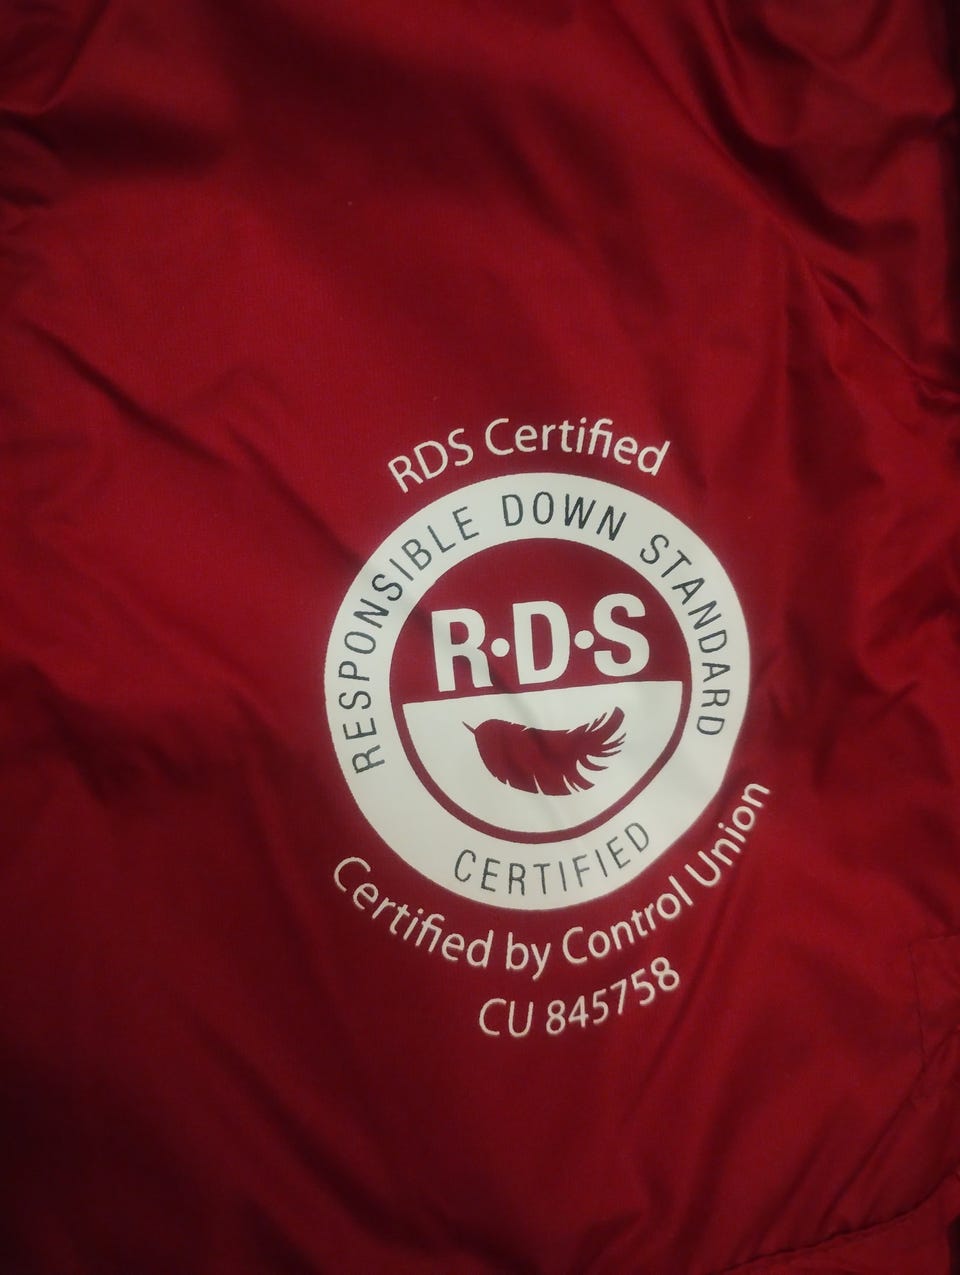 RDS Certified
RESPONSIBLE DOWN STANDARD
R•D•S
CERTIFIED
Certified by Control Union
CU 845758